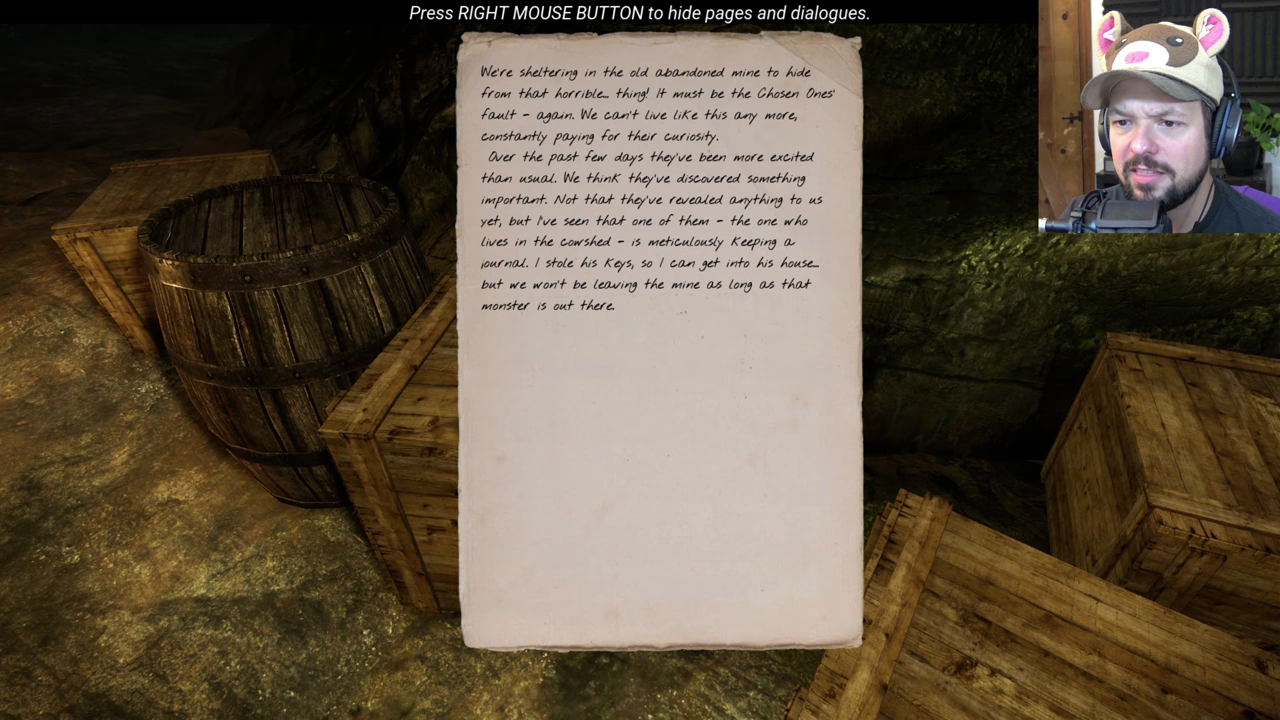 Press RIGHT MOUSE BUTTON to hide pages and dialogues.
We're sheltering in the old abandoned mine to hide
from that horrible... thing! It must be the Chosen Ones'
fault - again. We can't live like this any more,
constantly paying for their curiosity.
Over the past few days they've been more excited
than usual. We think they've discovered something
important. Not that they've revealed anything to us
yet, but I've seen that one of them - the one who
lives in the cowshed - is meticulously keeping a
journal. I stole his keys, so I can get into his house...
but we won't be leaving the mine as long as that
monster is out there.